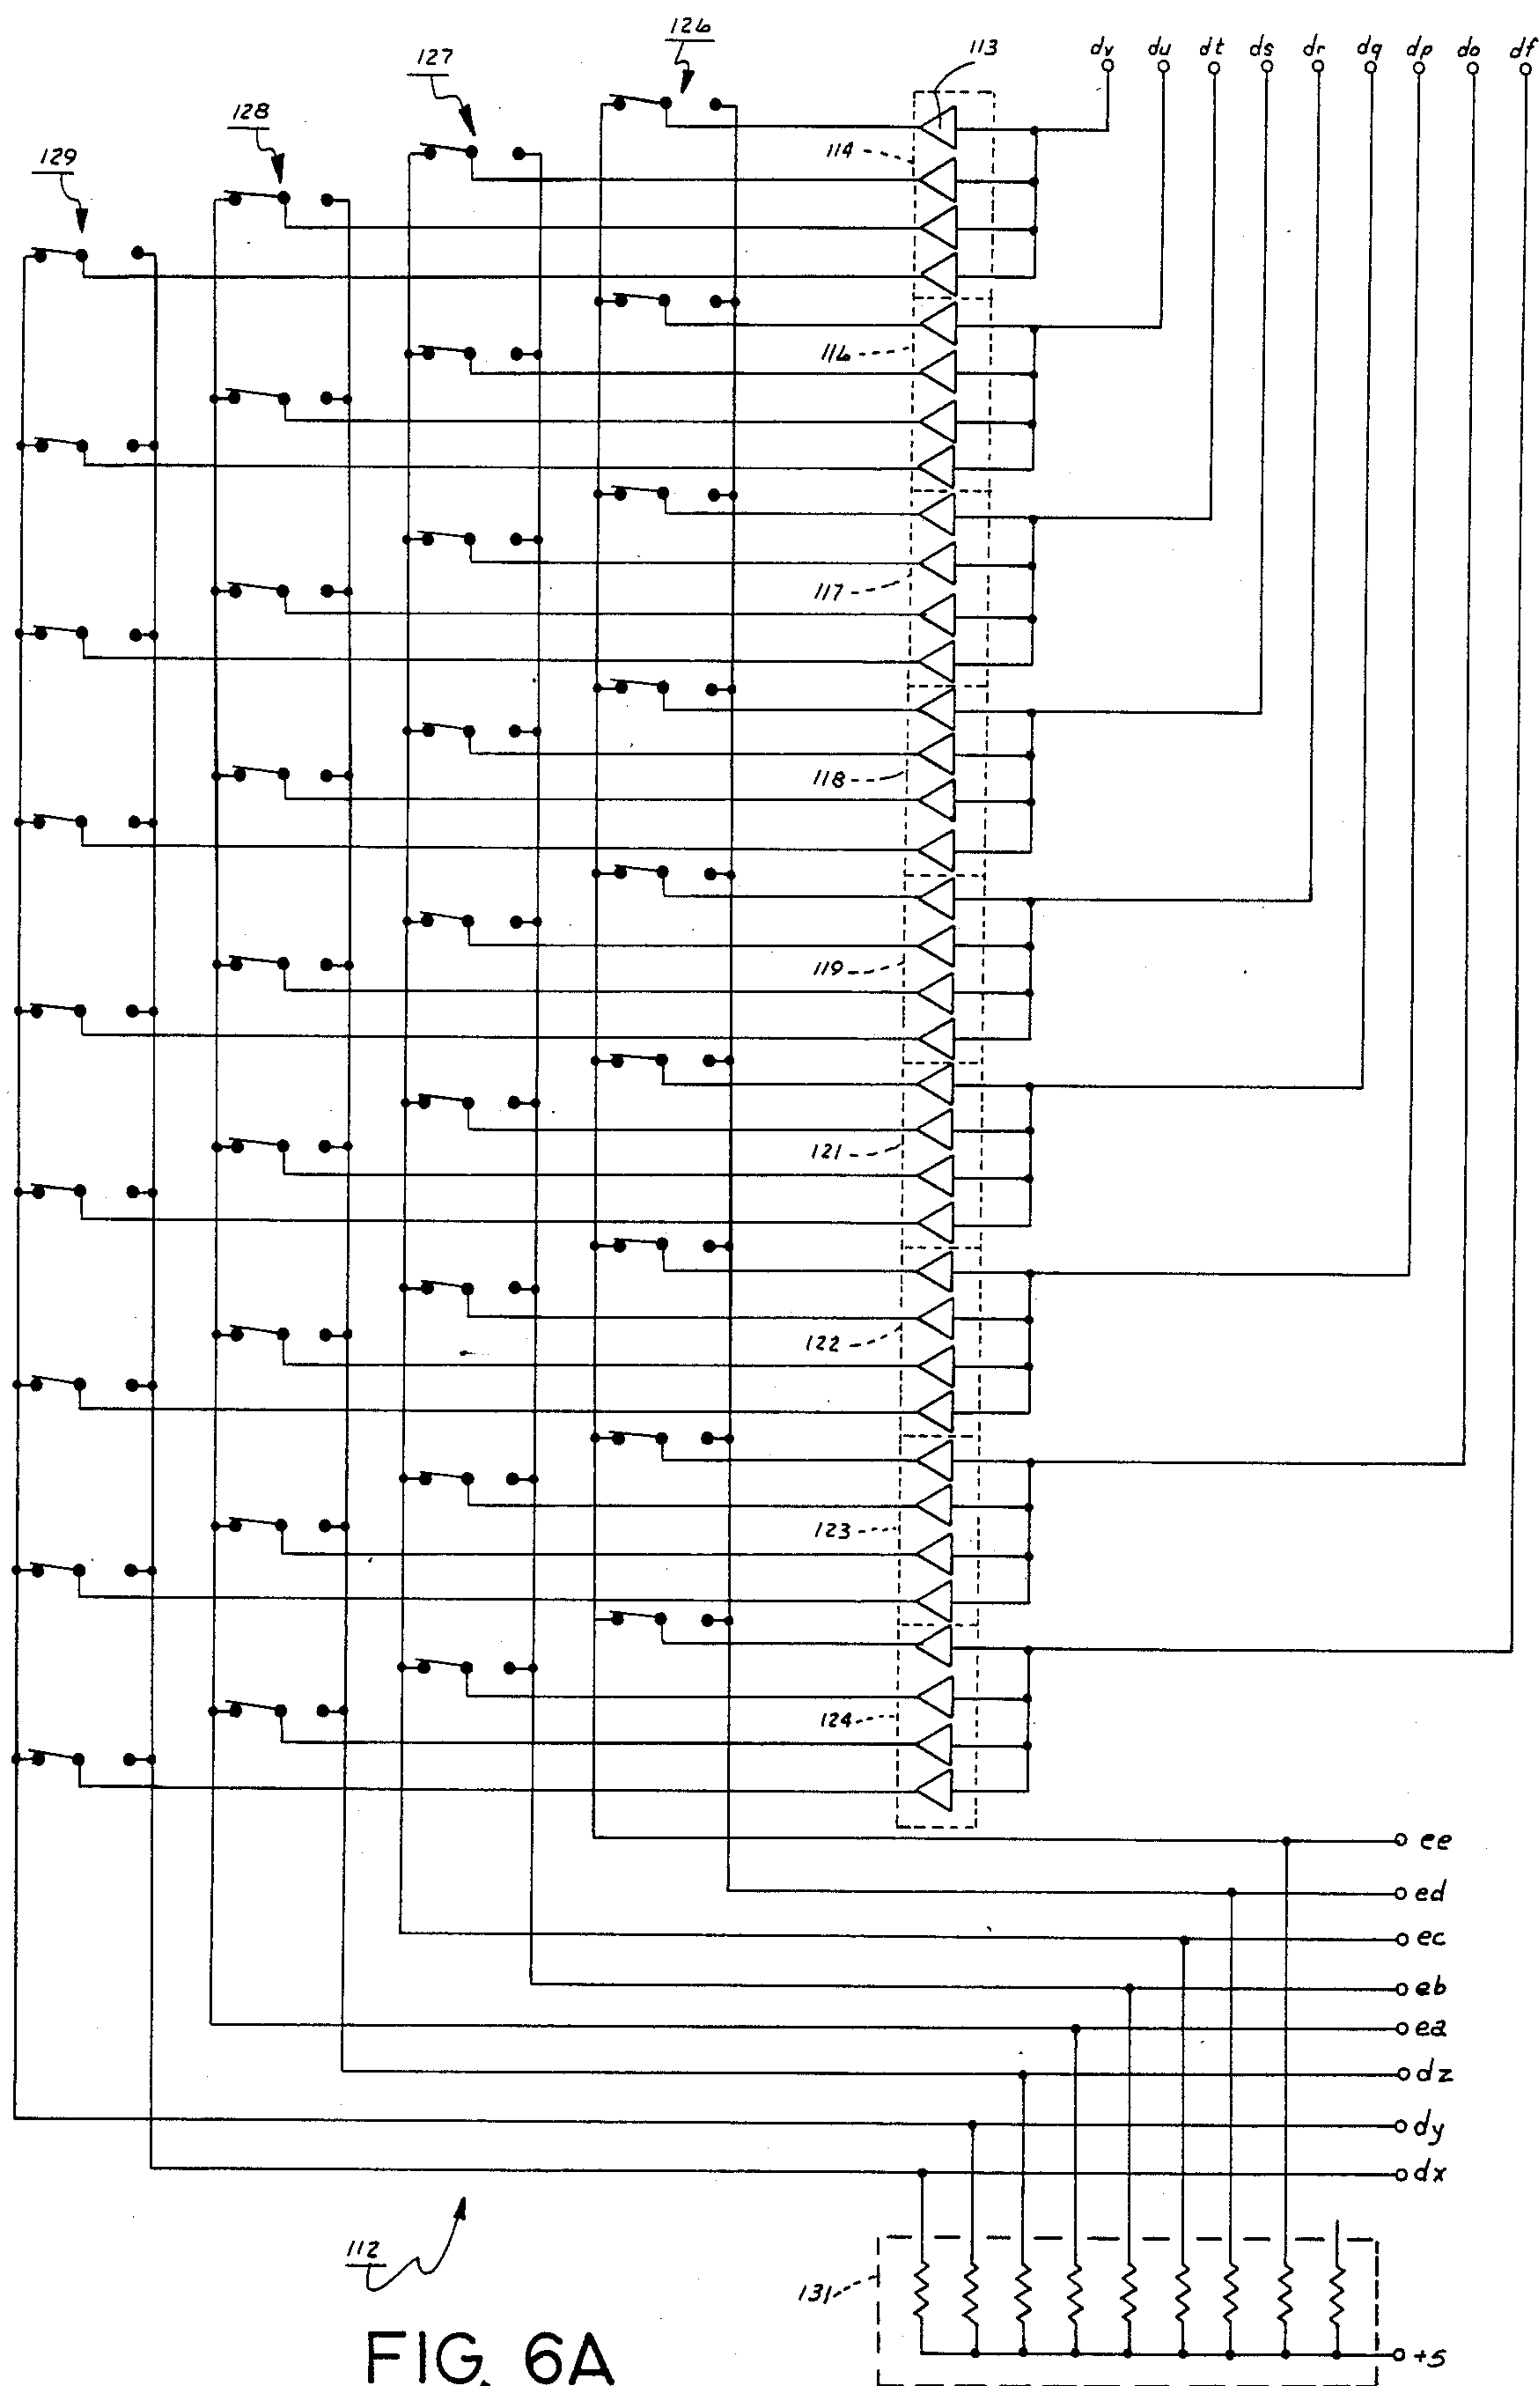 126
127
128
129
113
dv du dt ds dr dq dp do df
114
116
117
118
119
121
122
123
124
ee
ed
ec
eb
ea
dz
dy
dx
112
131
+5
FIG. 6A